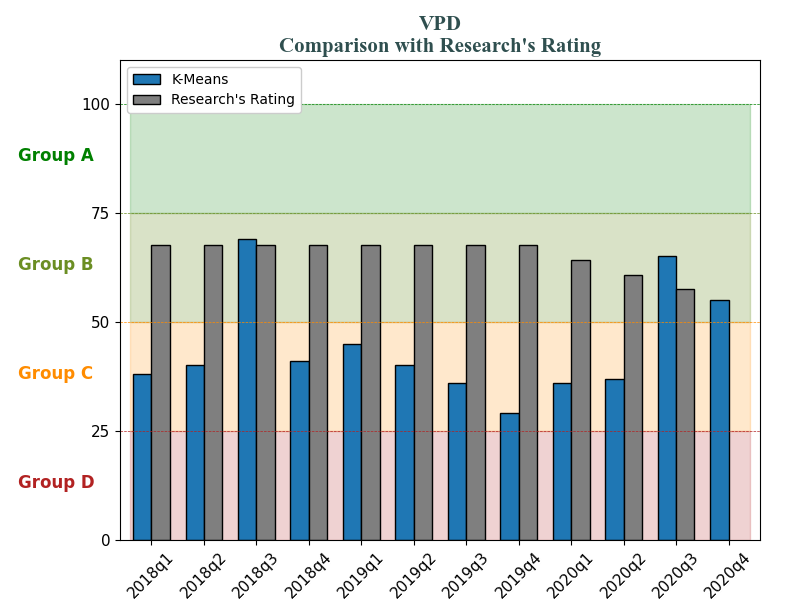 VPD
Comparison with Research's Rating
K-Means
Research's Rating
100
Group A
75
Group B
50
Group C
25
Group D
0
2018q1
2018q2
2018q3
2018q4
2019q1
2019q2
2019q3
2019q4
2020q1
2020q2
2020q3
2020q4